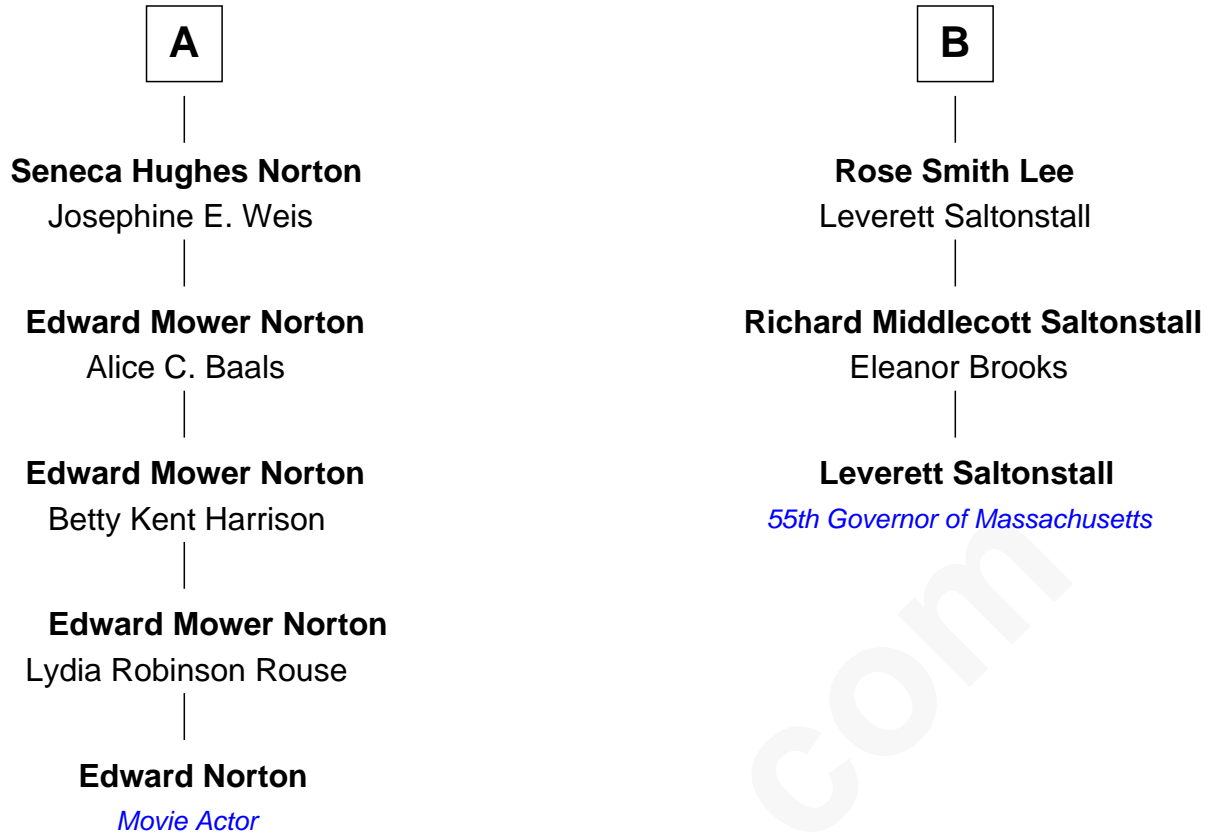 A
Seneca Hughes Norton
Josephine E. Weis
Edward Mower Norton
Alice C. Baals
Edward Mower Norton
Betty Kent Harrison
Edward Mower Norton
Lydia Robinson Rouse
Edward Norton
Movie Actor
B
Rose Smith Lee
Leverett Saltonstall
Richard Middlecott Saltonstall
Eleanor Brooks
Leverett Saltonstall
55th Governor of Massachusetts
com